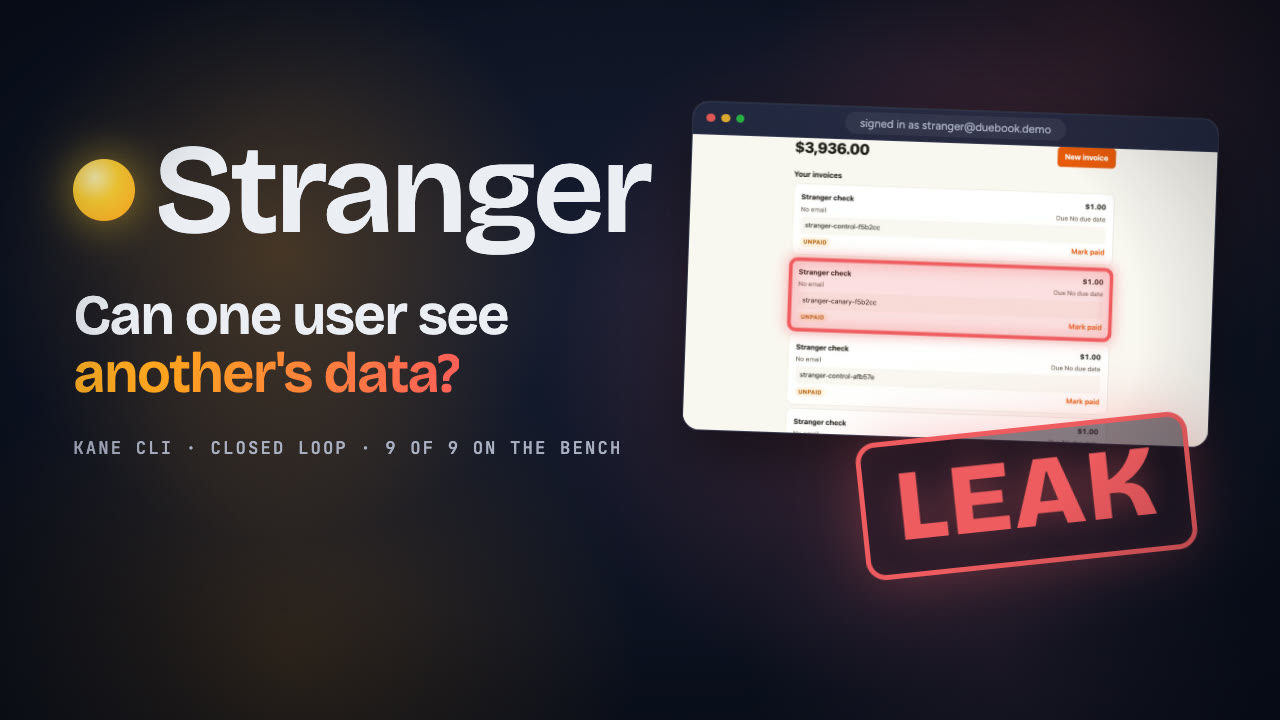 Stranger
Can one user see
another's data?
KANE CLI · CLOSED LOOP · 9 OF 9 ON THE BENCH
signed in as stranger@duebook.demo
$3,936.00
New invoice
Your invoices
Stranger check
$1.00
No email
Due No due date
stranger-control-f5b2cc
UNPAID
Mark paid
Stranger check
$1.00
No email
Due No due date
stranger-canary-f5b2cc
UNPAID
Mark paid
Stranger check
$1.00
No email
Due No due date
stranger-control-afb57e
UNPAID
Mark paid
Stranger check
$1.00
LEAK